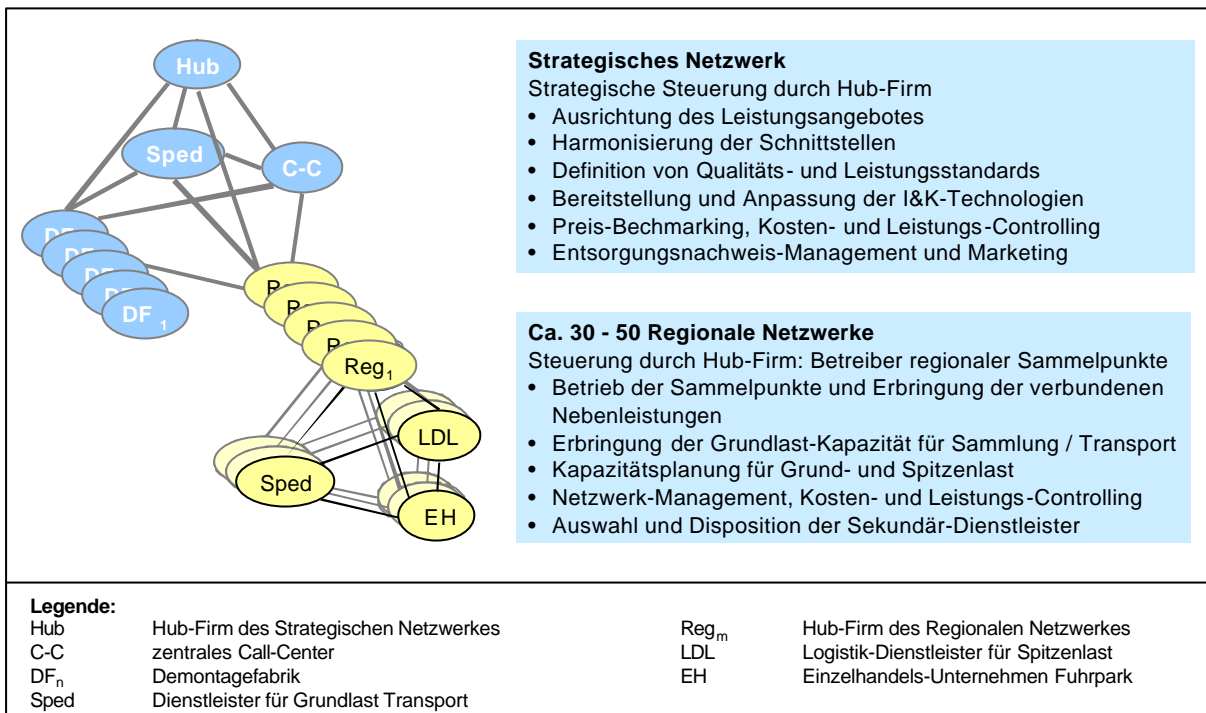 Hub
Sped
C-C
DF
DF
DF
DF
DF 1
Re
Re
R
R
Reg1
LDL
Sped
EH
Strategisches Netzwerk
Strategische Steuerung durch Hub-Firm
• Ausrichtung des Leistungsangebotes
• Harmonisierung der Schnittstellen
• Definition von Qualitäts- und Leistungsstandards
• Bereitstellung und Anpassung der I&K-Technologien
• Preis-Bechmarking, Kosten- und Leistungs-Controlling
• Entsorgungsnachweis-Management und Marketing
Ca. 30 - 50 Regionale Netzwerke
Steuerung durch Hub-Firm: Betreiber regionaler Sammelpunkte
• Betrieb der Sammelpunkte und Erbringung der verbundenen
Nebenleistungen
• Erbringung der Grundlast-Kapazität für Sammlung / Transport
• Kapazitätsplanung für Grund- und Spitzenlast
• Netzwerk-Management, Kosten- und Leistungs-Controlling
• Auswahl und Disposition der Sekundär-Dienstleister
Legende:
Hub Hub-Firm des Strategischen Netzwerkes
C-C zentrales Call-Center
DFn Demontagefabrik
Sped Dienstleister für Grundlast Transport
Regm Hub-Firm des Regionalen Netzwerkes
LDL Logistik-Dienstleister für Spitzenlast
EH Einzelhandels-Unternehmen Fuhrpark